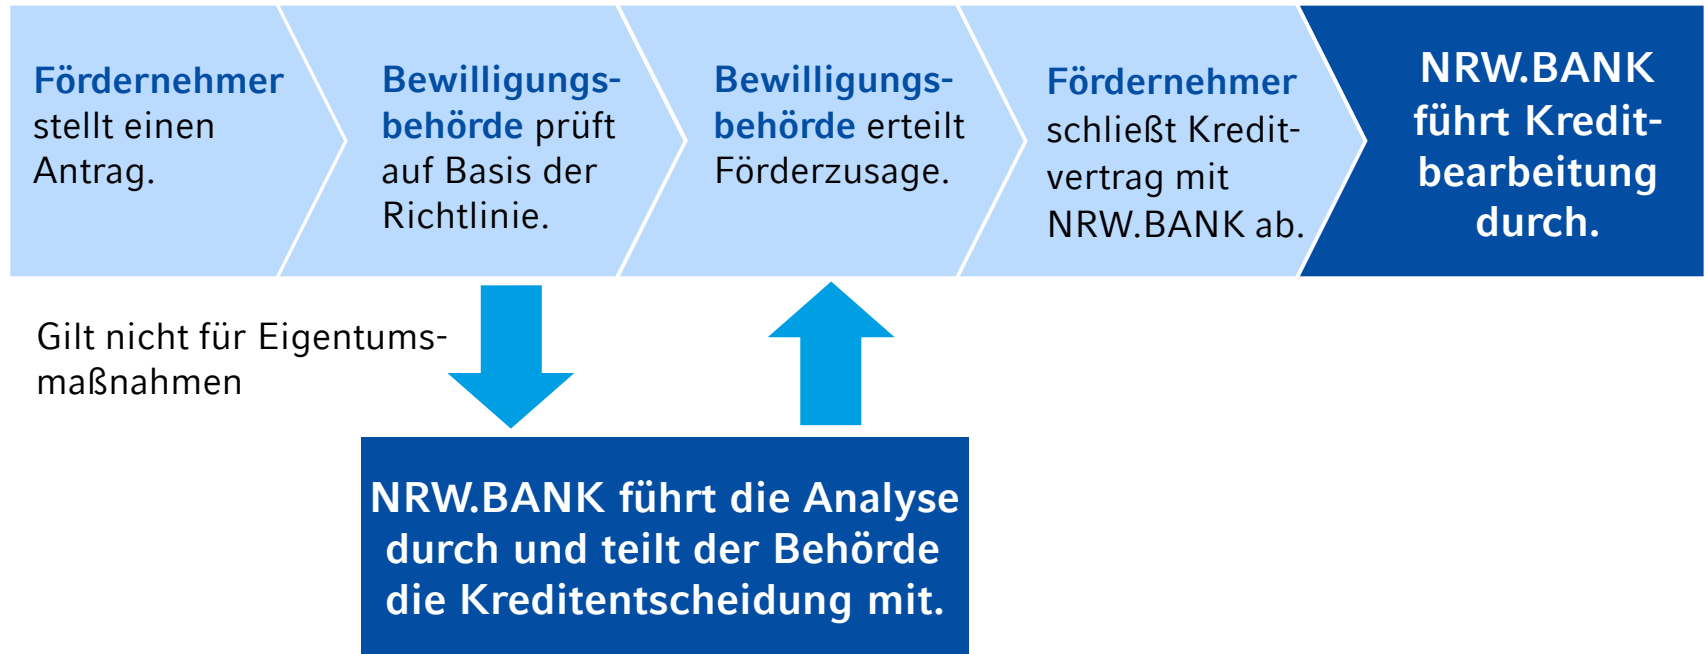 Fördernehmer
stellt einen
Antrag.
Bewilligungs-
behörde prüft
auf Basis der
Richtlinie.
Bewilligungs-
behörde erteilt
Förderzusage.
Fördernehmer
schließt Kredit-
vertrag mit
NRW.BANK ab.
NRW.BANK
führt Kredit-
bearbeitung
durch.
Gilt nicht für Eigentums-
maßnahmen
NRW.BANK führt die Analyse
durch und teilt der Behörde
die Kreditentscheidung mit.